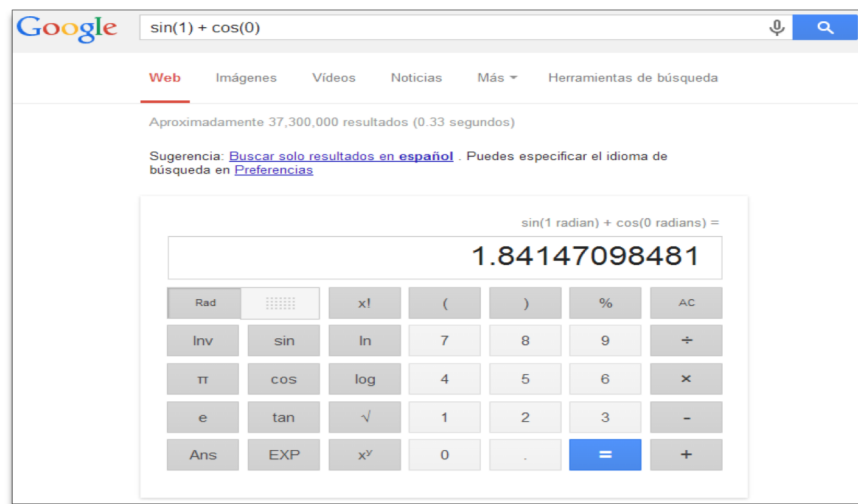 Google sin(1) + cos(0)
Web Imágenes Vídeos Noticias Más Herramientas de búsqueda
Aproximadamente 37,300,000 resultados (0.33 segundos)
Sugerencia: Buscar solo resultados en español . Puedes especificar el idioma de
búsqueda en Preferencias
sin(1 radian) + cos(0 radians) =
1.84147098481
Rad x! ( ) % AC
Inv sin ln 7 8 9 ÷
π cos log 4 5 6 ×
e tan √ 1 2 3 -
Ans EXP xʸ 0 . = +